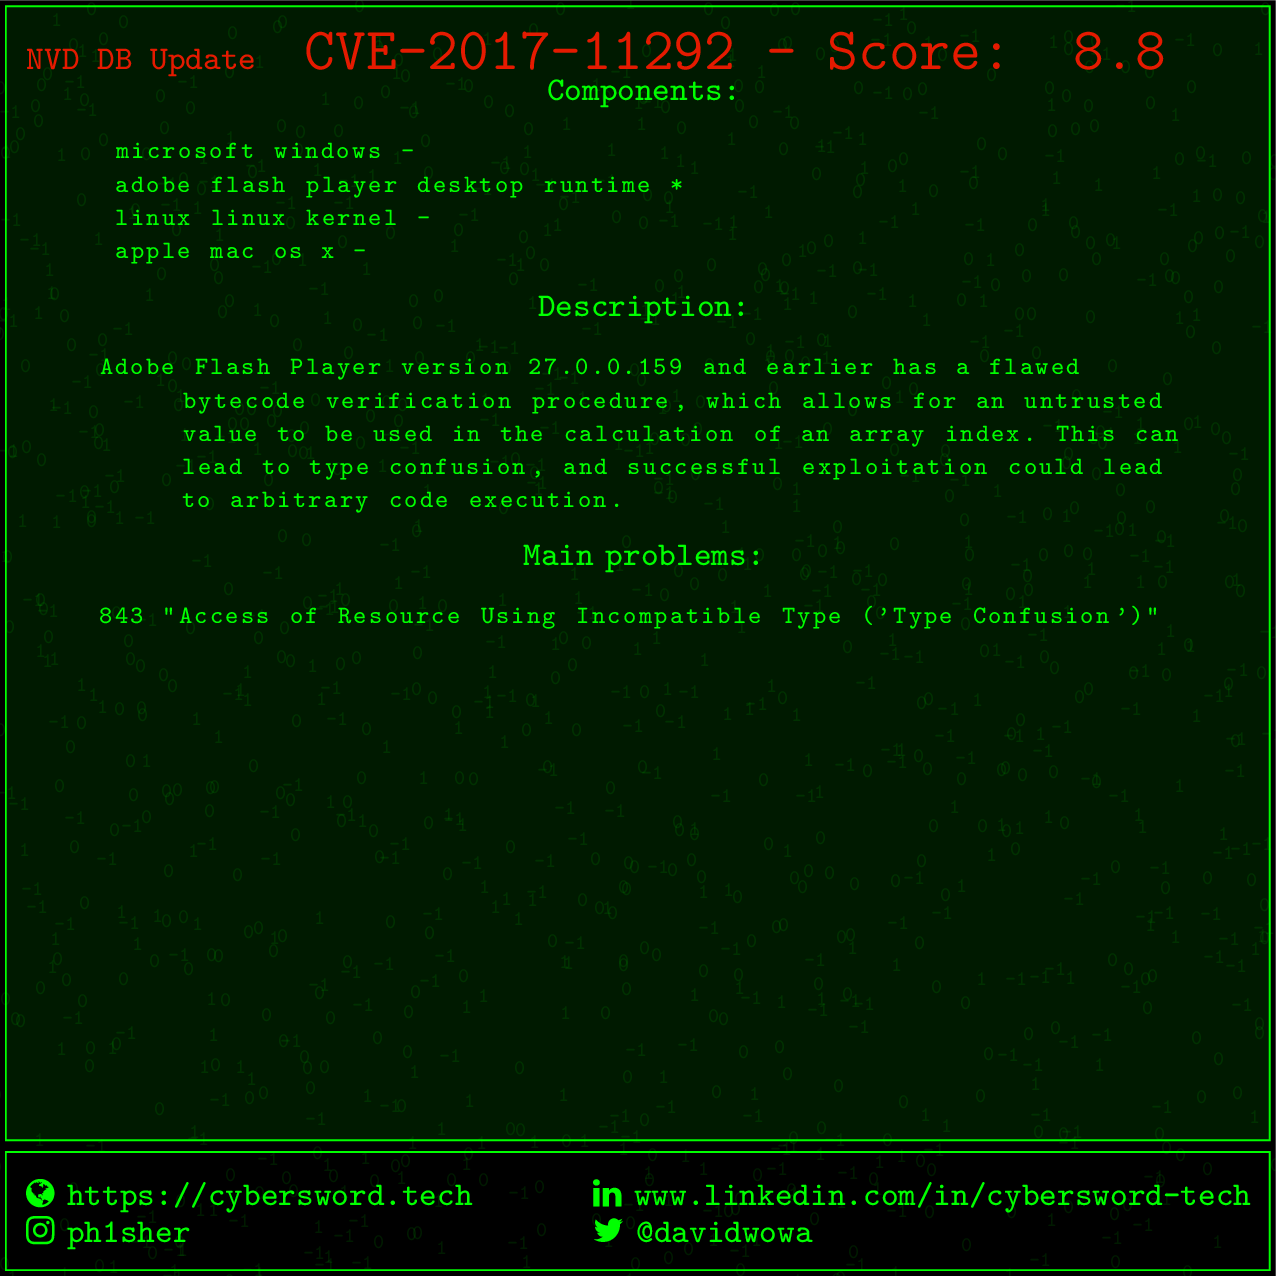 NVD DB Update CVE-2017-11292 - Score: 8.8
Components:
microsoft windows -
adobe flash player desktop runtime *
linux linux kernel -
apple mac os x -
Description:
Adobe Flash Player version 27.0.0.159 and earlier has a flawed
bytecode verification procedure, which allows for an untrusted
value to be used in the calculation of an array index. This can
lead to type confusion, and successful exploitation could lead
to arbitrary code execution.
Main problems:
843 "Access of Resource Using Incompatible Type ('Type Confusion')"
https://cybersword.tech
www.linkedin.com/in/cybersword-tech
ph1sher
@davidwowa